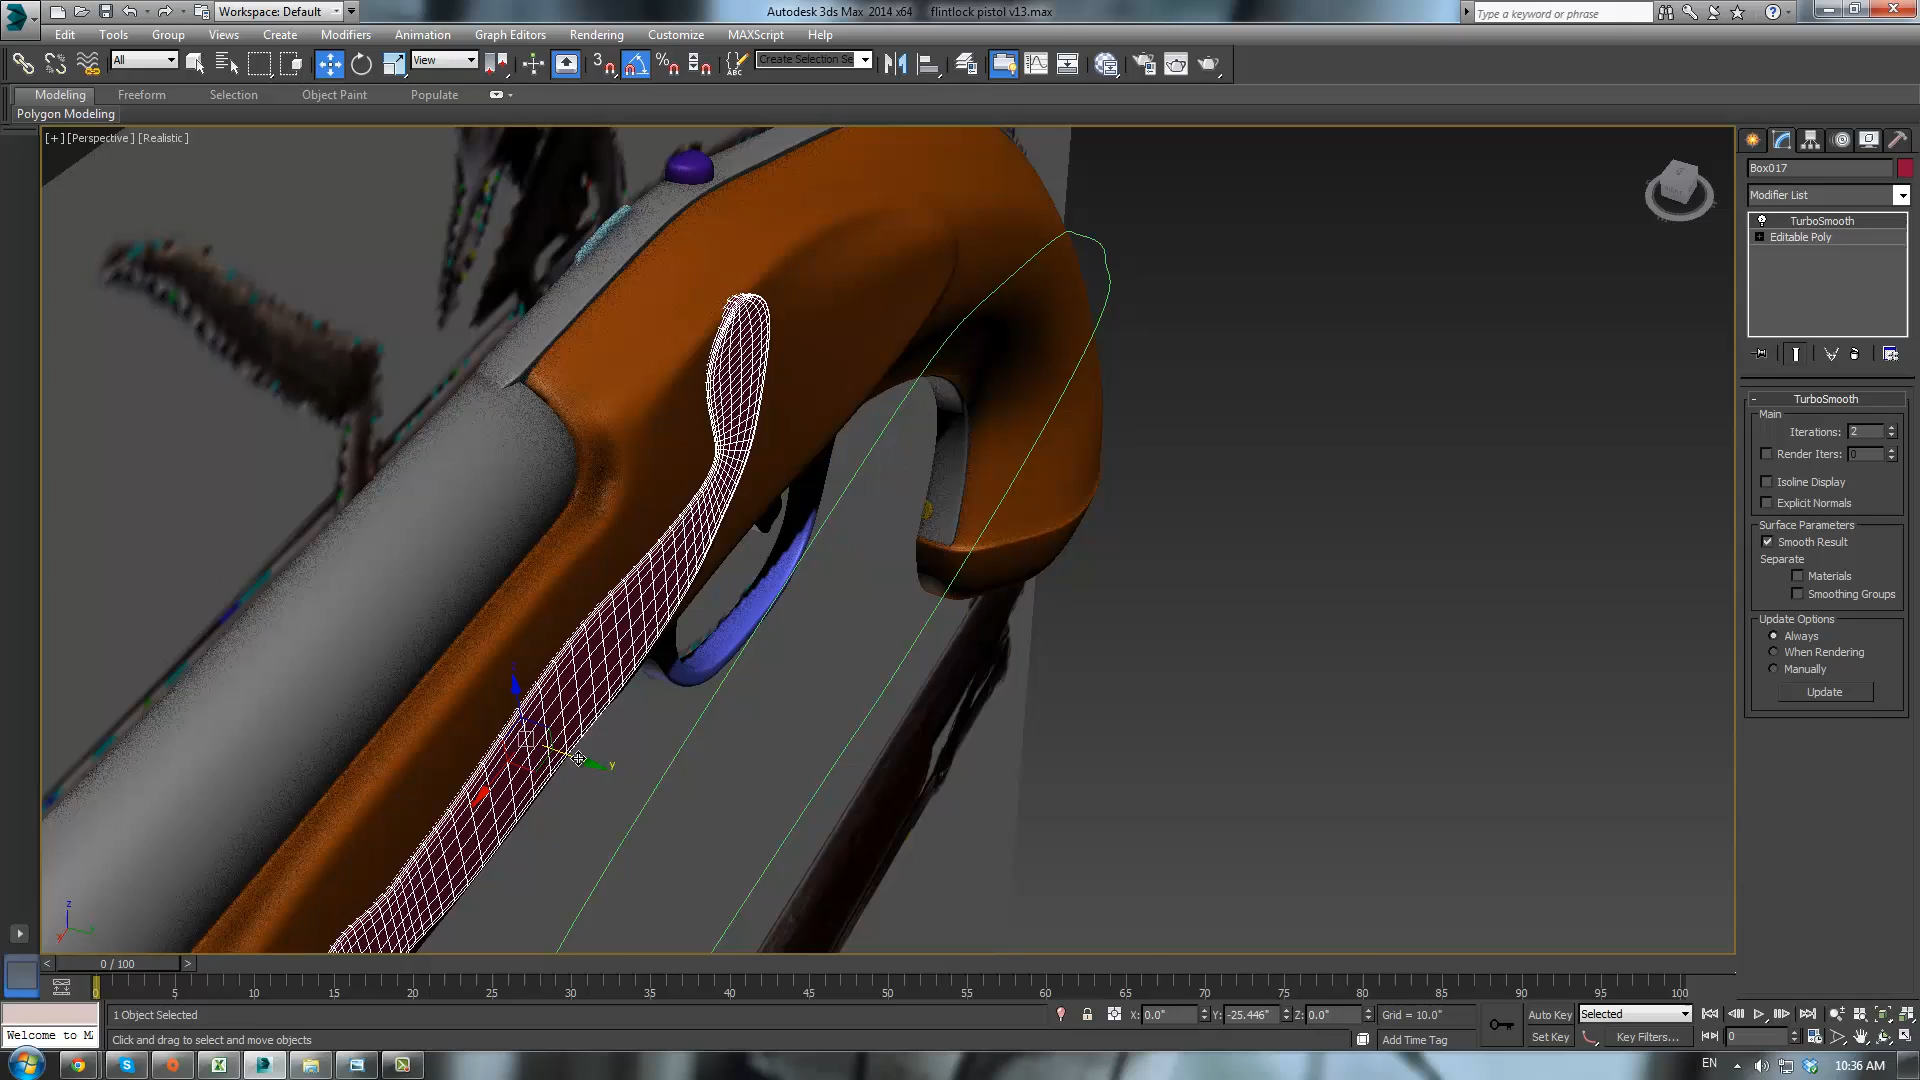 Workspace: Default
Autodesk 3ds Max 2014 x64 flintlock pistol v13.max
Type a keyword or phrase
Edit Tools Group Views Create Modifiers Animation Graph Editors Rendering Customize MAXScript Help
All View Create Selection Se
Modeling Freeform Selection Object Paint Populate
Polygon Modeling
[+] [Perspective] [Realistic]
Box017
Modifier List
TurboSmooth
Editable Poly
TurboSmooth
Main
Iterations: 2
Render Iters: 0
Isoline Display
Explicit Normals
Surface Parameters
Smooth Result
Separate
Materials
Smoothing Groups
Update Options
Always
When Rendering
Manually
Update
y
z
0 / 100
0 5 10 15 20 25 30 35 40 45 50 55 60 65 70 75 80 85 90 95 100
1 Object Selected
X: 0.0" Y: -25.446" Z: 0.0" Grid = 10.0" Auto Key Selected
Welcome to M
Click and drag to select and move objects
Add Time Tag Set Key Key Filters... 0
EN 10:36 AM